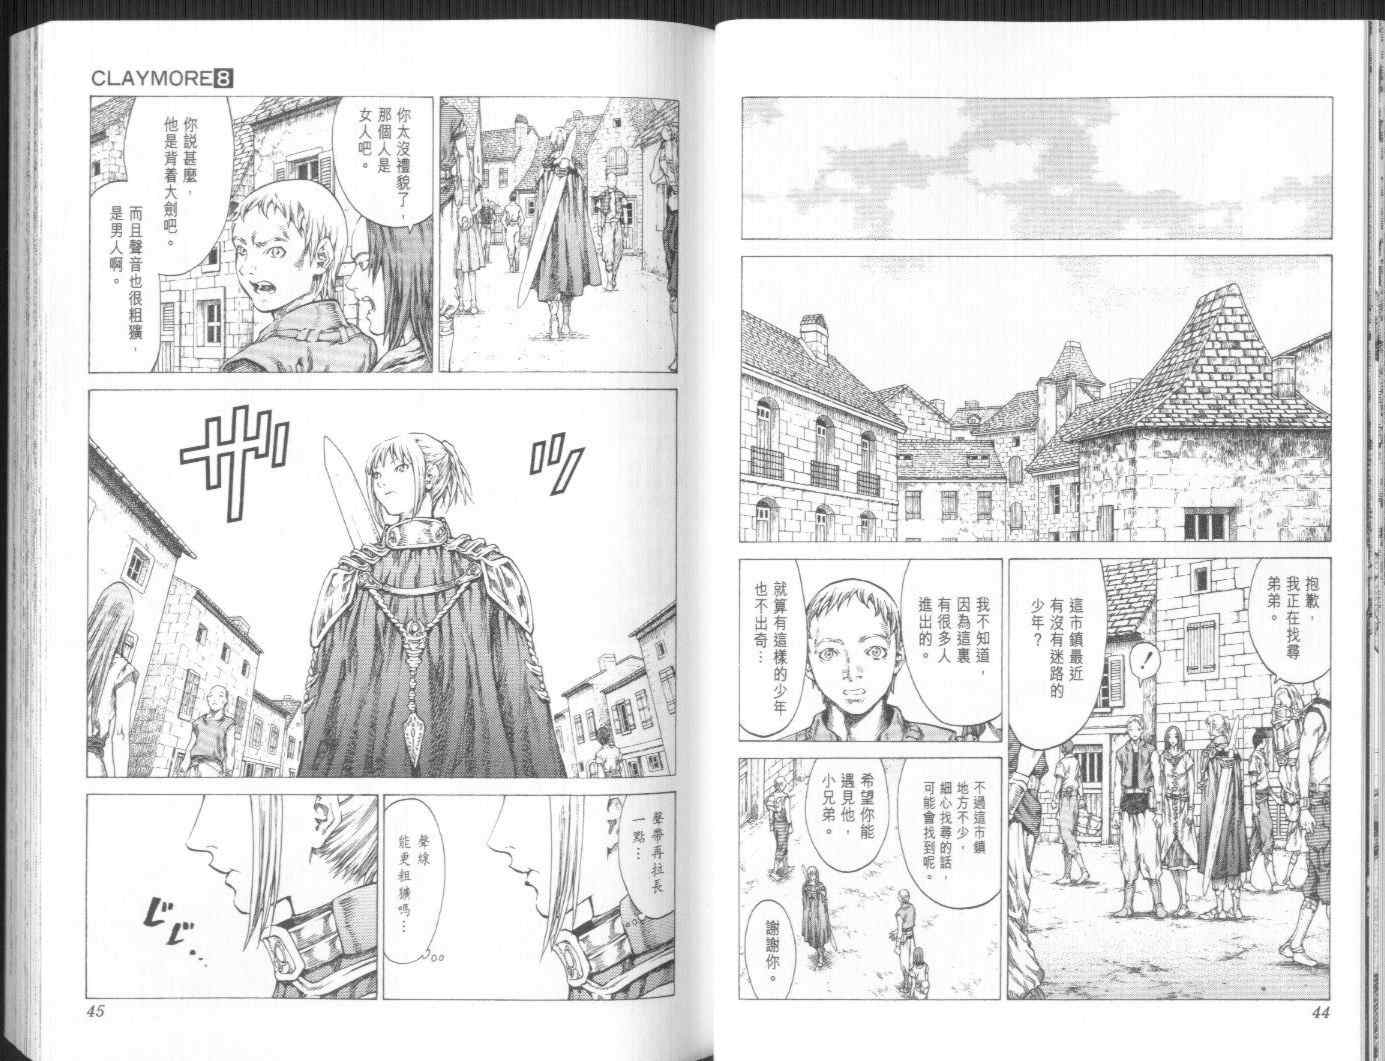 抱歉，
我正在找尋
弟弟。
這市鎮最近
有沒有迷路的
少年？
！
我不知道，
因為這裏
有很多人
進出的。
就算有這樣的少年
也不出奇…
不過這市鎮
地方不少，
細心找尋的話，
可能會找到呢。
希望你能
遇見他，
小兄弟。
謝謝你。
44
CLAYMORE 8
你太沒禮貌了，
那個人是
女人吧。
你說甚麼，
他是背着大劍吧。
而且聲音也很粗獷，
是男人啊。
ザッ
聲帶再拉長
一點…
聲線
能更粗獷嗎…
じじ…
45